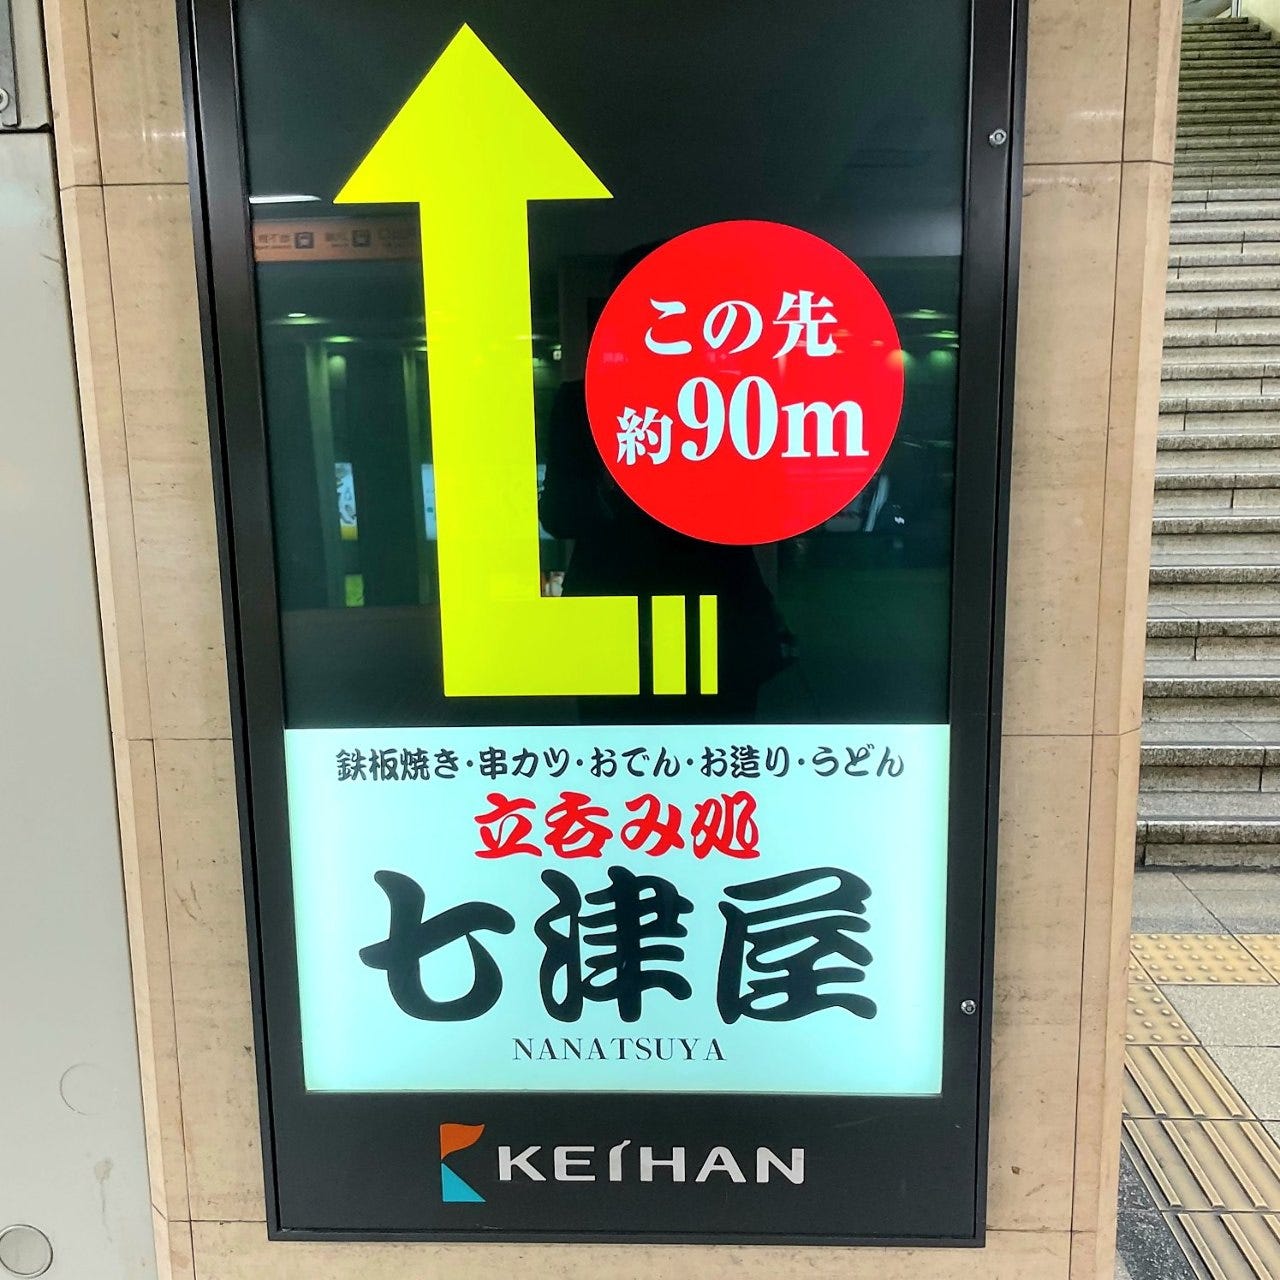 この先
約90m
鉄板焼き・串カツ・おでん・お造り・うどん
立呑み処
七津屋
NANATSUYA
KEIHAN